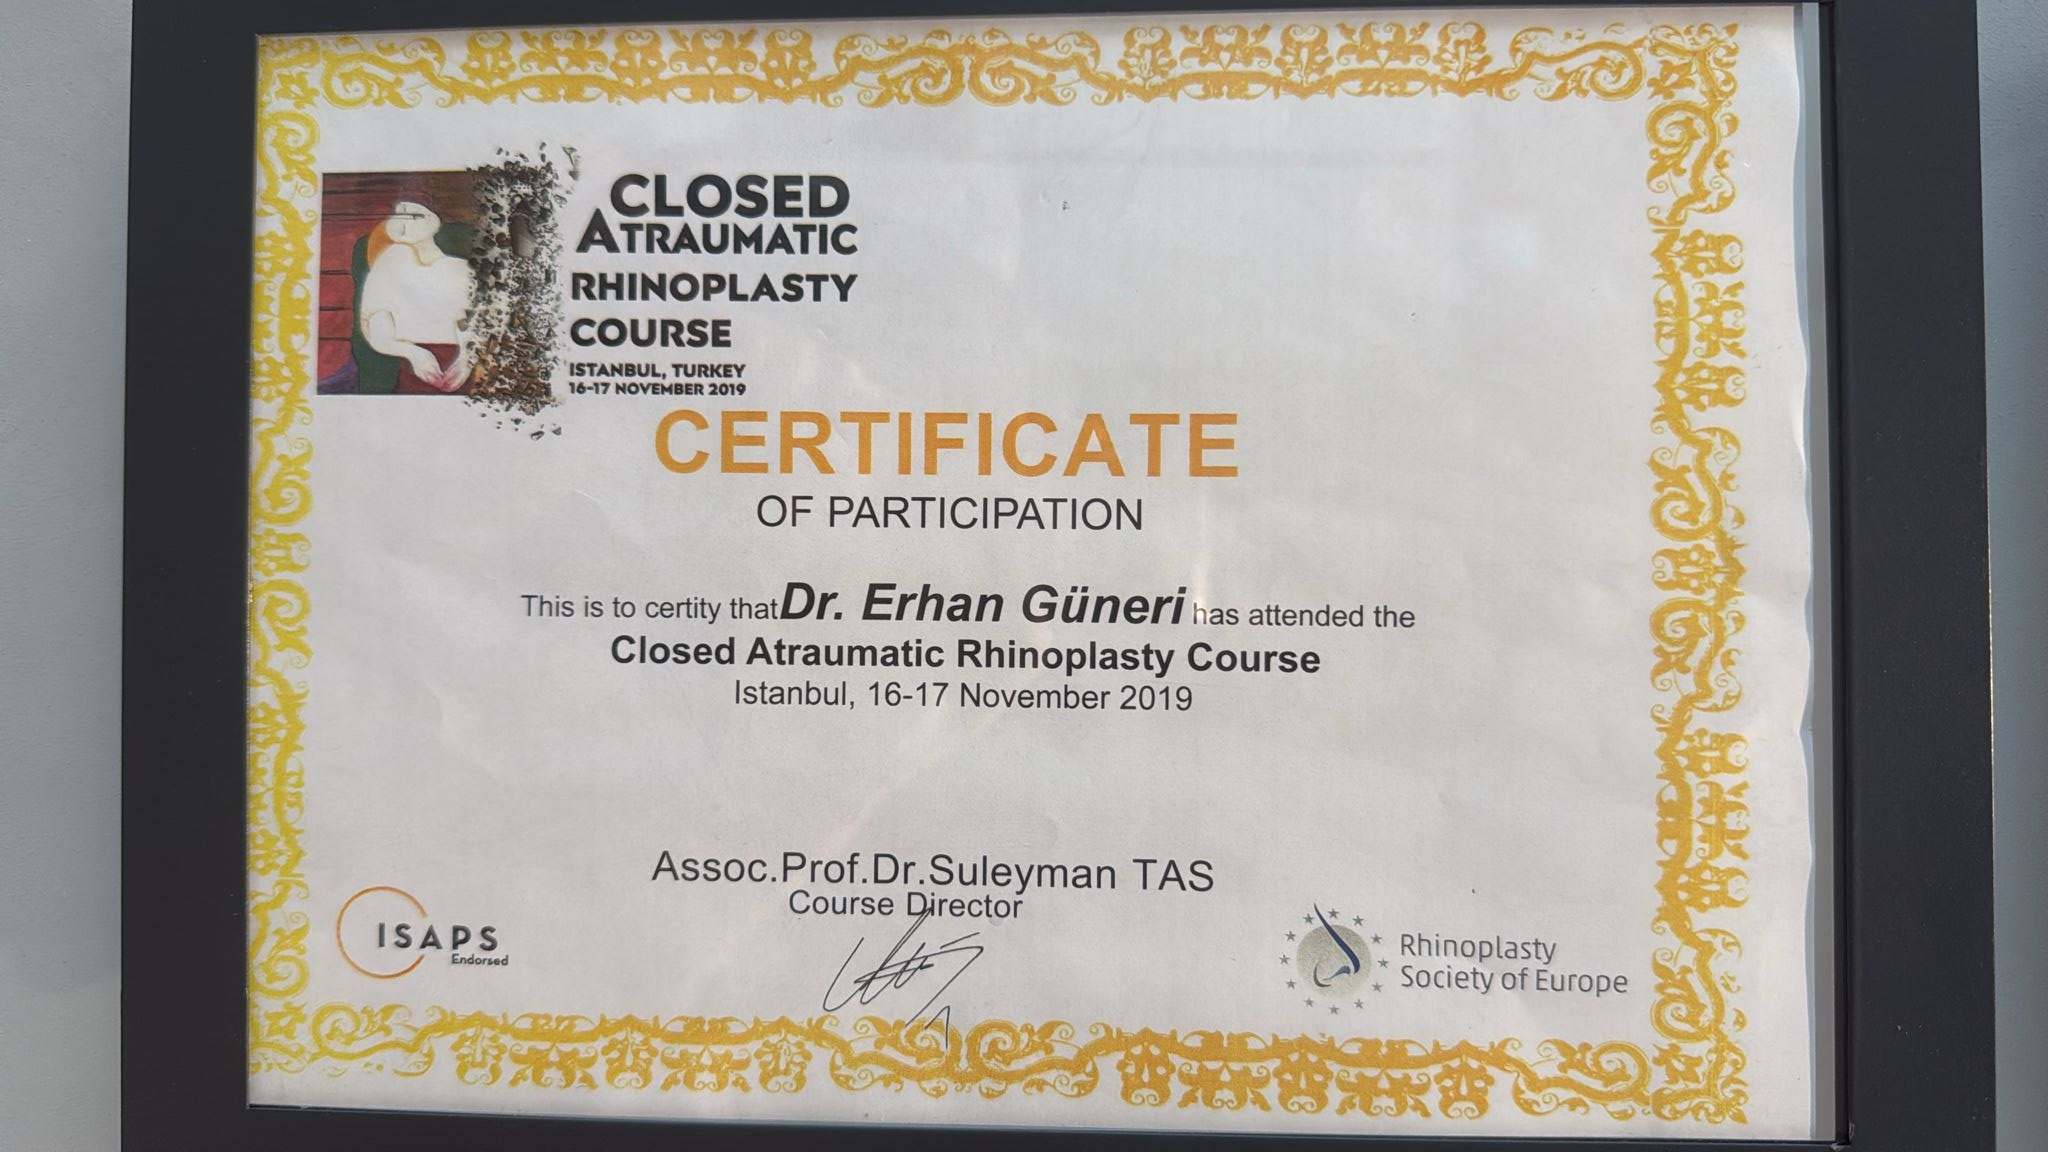 CLOSED
ATRAUMATIC
RHINOPLASTY
COURSE
ISTANBUL, TURKEY
16-17 NOVEMBER 2019
CERTIFICATE
OF PARTICIPATION
This is to certity that Dr. Erhan Güneri has attended the
Closed Atraumatic Rhinoplasty Course
Istanbul, 16-17 November 2019
Assoc.Prof.Dr.Suleyman TAS
Course Director
ISAPS
Endorsed
Rhinoplasty
Society of Europe